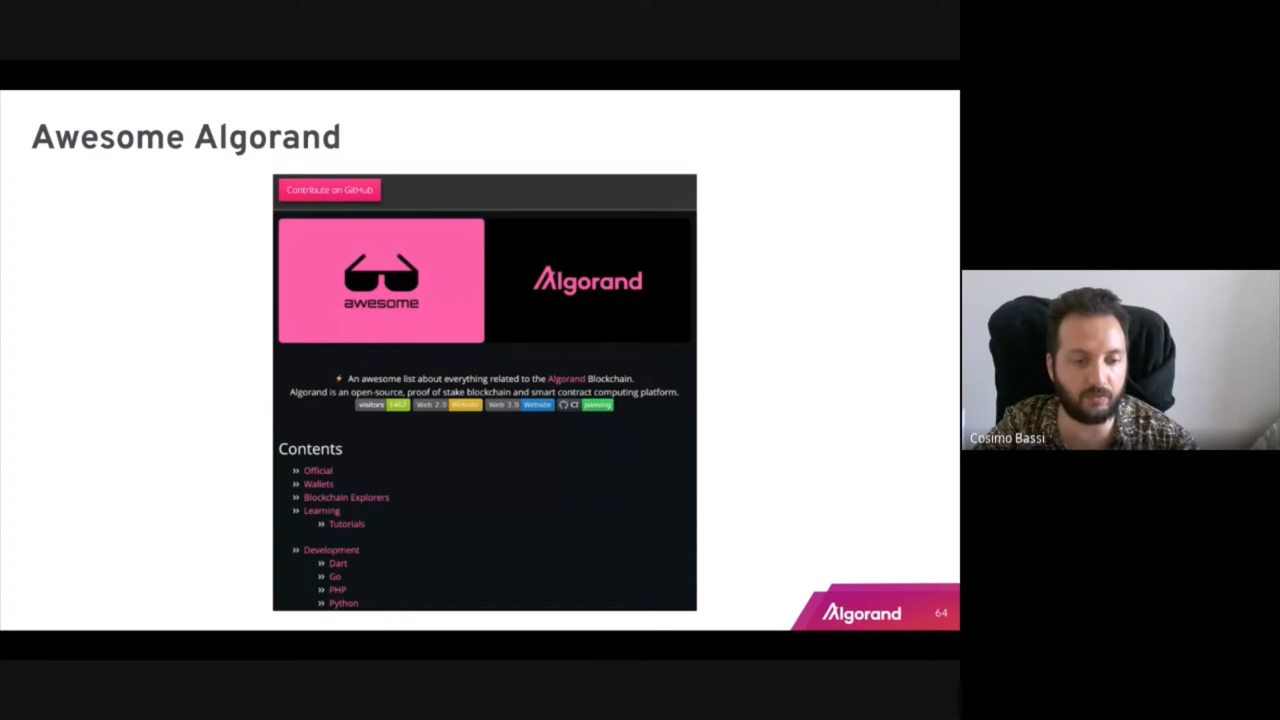 Awesome Algorand
Contribute on GitHub
awesome
Algorand
⚡ An awesome list about everything related to the Algorand Blockchain.
Algorand is an open-source, proof of stake blockchain and smart contract computing platform.
visitors 1462 Web 2.0 Website Web 3.0 Website CI passing
Contents
» Official
» Wallets
» Blockchain Explorers
» Learning
» Tutorials
» Development
» Dart
» Go
» PHP
» Python
Algorand 64
Cosimo Bassi